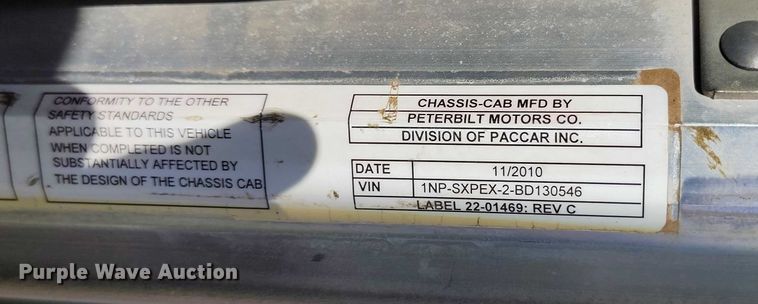 CONFORMITY TO THE OTHER
SAFETY STANDARDS
APPLICABLE TO THIS VEHICLE
WHEN COMPLETED IS NOT
SUBSTANTIALLY AFFECTED BY
THE DESIGN OF THE CHASSIS CAB
CHASSIS-CAB MFD BY
PETERBILT MOTORS CO.
DIVISION OF PACCAR INC.
DATE 11/2010
VIN 1NP-SXPEX-2-BD130546
LABEL 22-01469: REV C
Purple Wave Auction